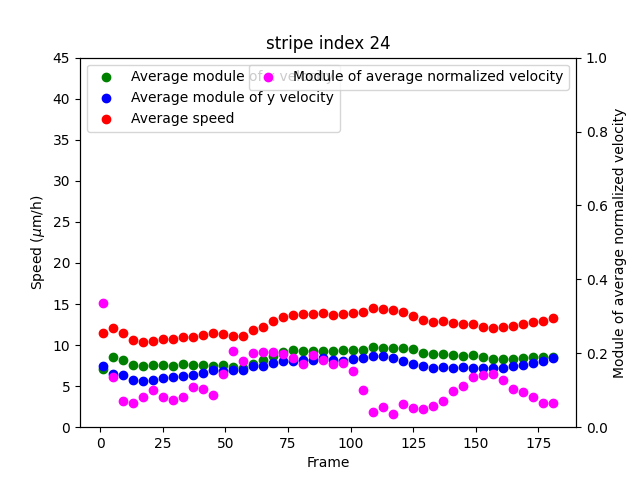 stripe index 24
Average module of
Average module of y velocity
Average speed
Module of average normalized velocity
Speed (μm/h)
Module of average normalized velocity
Frame
45
40
35
30
25
20
15
10
5
0
1.0
0.8
0.6
0.4
0.2
0.0
0 25 50 75 100 125 150 175